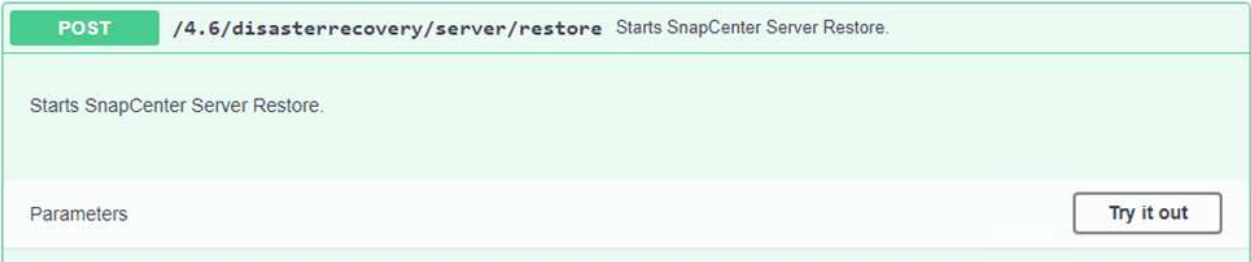 POST /4.6/disasterrecovery/server/restore Starts SnapCenter Server Restore.
Starts SnapCenter Server Restore.
Parameters Try it out